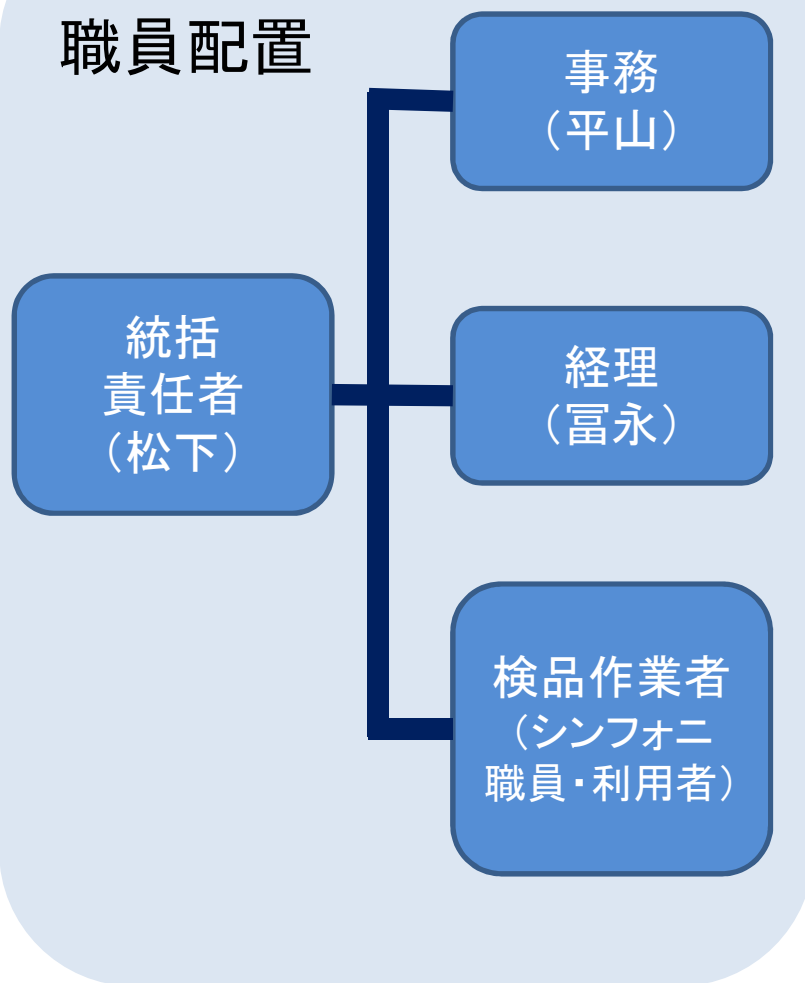 職員配置
事務
（平山）
統括
責任者
（松下）
経理
（冨永）
検品作業者
（シンフォニ
職員・利用者）